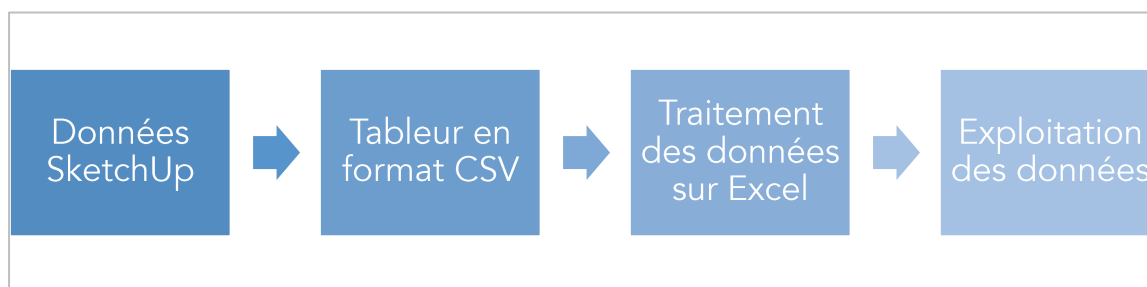 Données
SketchUp
Tableur en
format CSV
Traitement
des données
sur Excel
Exploitation
des données